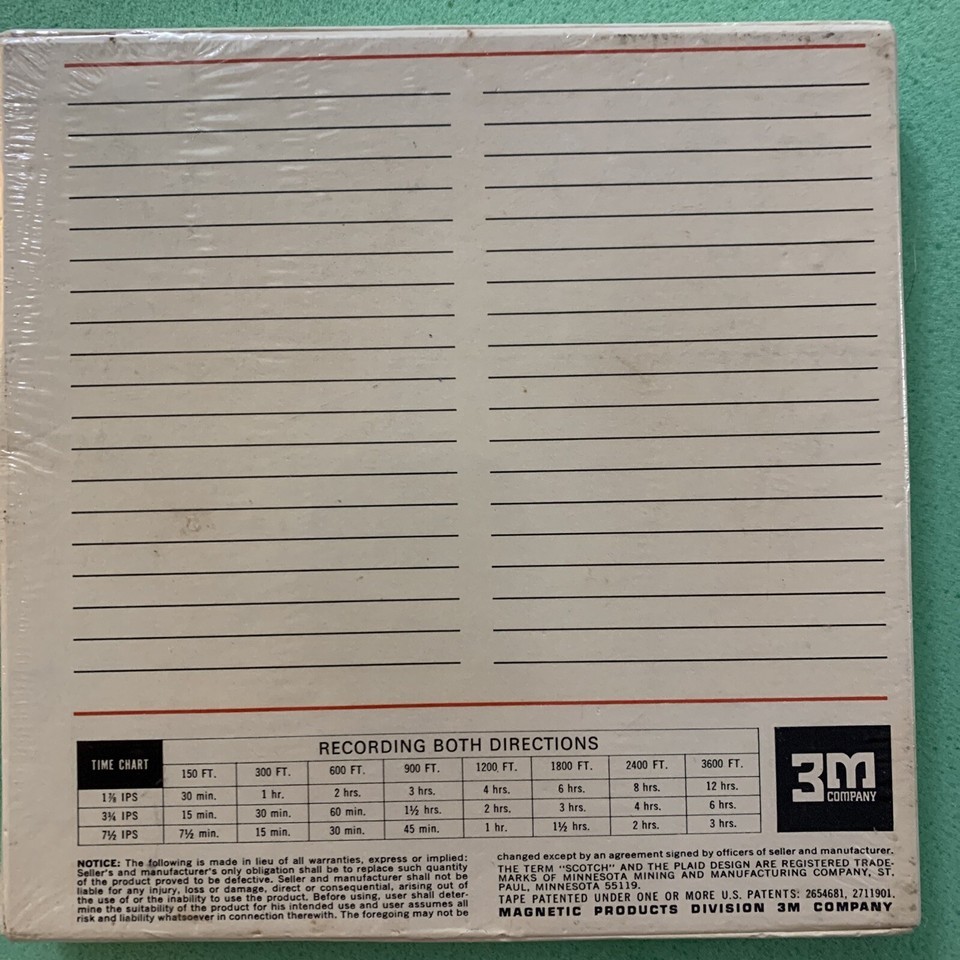 RECORDING BOTH DIRECTIONS
TIME CHART 150 FT. 300 FT. 600 FT. 900 FT. 1200 FT. 1800 FT. 2400 FT. 3600 FT.
1⅞ IPS 30 min. 1 hr. 2 hrs. 3 hrs. 4 hrs. 6 hrs. 8 hrs. 12 hrs.
3¾ IPS 15 min. 30 min. 60 min. 1½ hrs. 2 hrs. 3 hrs. 4 hrs. 6 hrs.
7½ IPS 7½ min. 15 min. 30 min. 45 min. 1 hr. 1½ hrs. 2 hrs. 3 hrs.
3M
COMPANY
NOTICE: The following is made in lieu of all warranties, express or implied:
Seller's and manufacturer's only obligation shall be to replace such quantity
of the product proved to be defective. Seller and manufacturer shall not be
liable for any injury, loss or damage, direct or consequential, arising out of
the use of or the inability to use the product. Before using, user shall deter-
mine the suitability of the product for his intended use and user assumes all
risk and liability whatsoever in connection therewith. The foregoing may not be
changed except by an agreement signed by officers of seller and manufacturer.
THE TERM "SCOTCH" AND THE PLAID DESIGN ARE REGISTERED TRADE-
MARKS OF MINNESOTA MINING AND MANUFACTURING COMPANY, ST.
PAUL, MINNESOTA 55119.
TAPE PATENTED UNDER ONE OR MORE U.S. PATENTS: 2654681, 2711901.
MAGNETIC PRODUCTS DIVISION 3M COMPANY